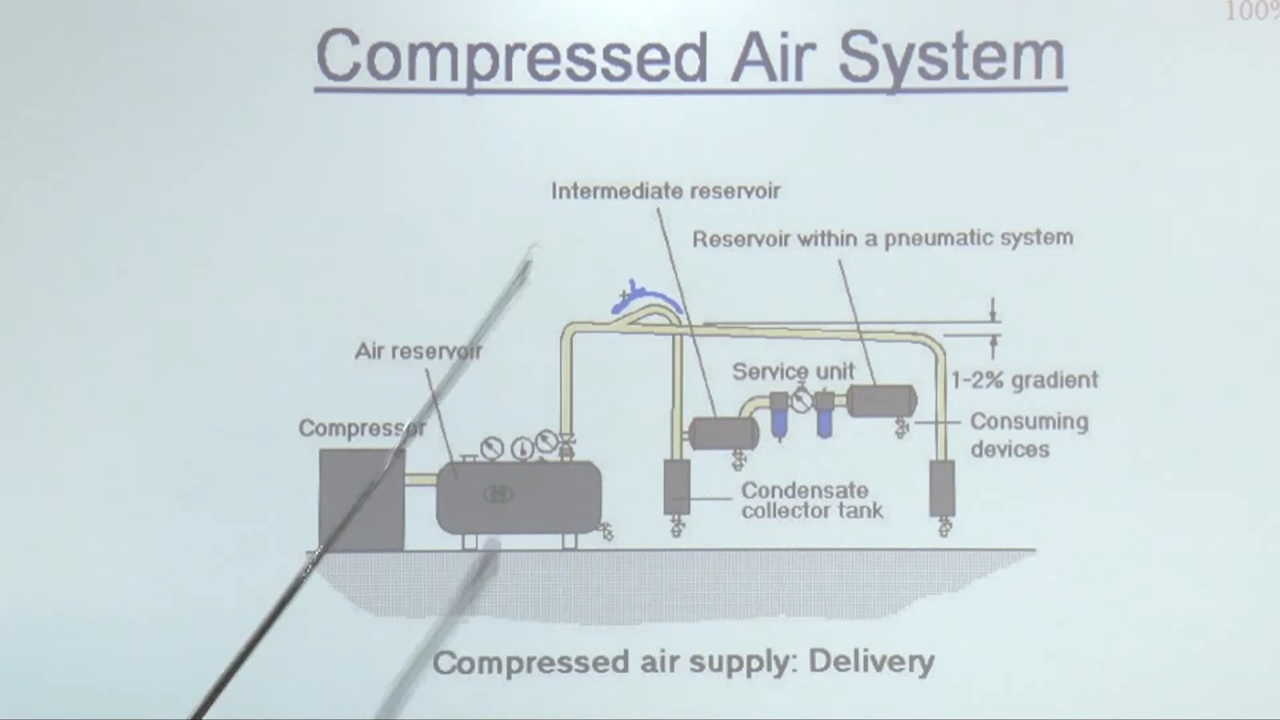 100%
Compressed Air System
Intermediate reservoir
Reservoir within a pneumatic system
Air reservoir
Service unit
1-2% gradient
Compressor
Consuming
devices
Condensate
collector tank
Compressed air supply: Delivery